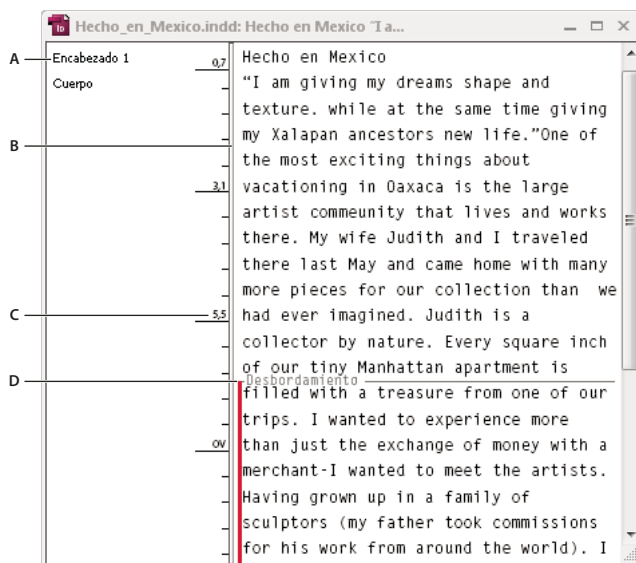 Hecho_en_Mexico.indd: Hecho en Mexico "I a...
A
Encabezado 1
Cuerpo
B
C
D
0,7
3,1
5,5
OV
Hecho en Mexico
“I am giving my dreams shape and
texture. while at the same time giving
my Xalapan ancestors new life.”One of
the most exciting things about
vacationing in Oaxaca is the large
artist commeunity that lives and works
there. My wife Judith and I traveled
there last May and came home with many
more pieces for our collection than  we
had ever imagined. Judith is a
collector by nature. Every square inch
of our tiny Manhattan apartment is
Desbordamiento
filled with a treasure from one of our
trips. I wanted to experience more
than just the exchange of money with a
merchant-I wanted to meet the artists.
Having grown up in a family of
sculptors (my father took commissions
for his work from around the world). I